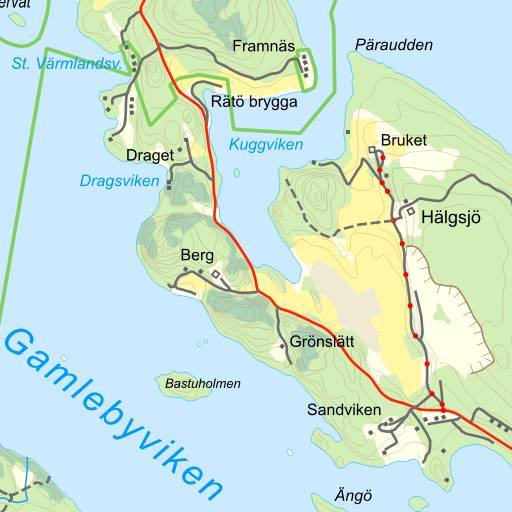 ervat
Framnäs
Päraudden
St. Värmlandsv.
Rätö brygga
Bruket
Kuggviken
Draget
Dragsviken
Hälgsjö
Berg
Grönslätt
Gamlebyviken
Bastuholmen
Sandviken
Ängö